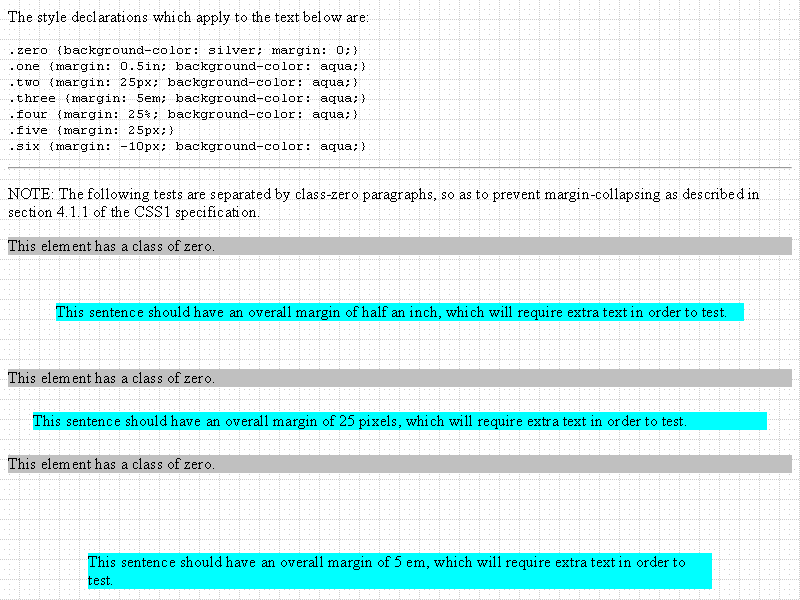 The style declarations which apply to the text below are:
.zero {background-color: silver; margin: 0;}
.one {margin: 0.5in; background-color: aqua;}
.two {margin: 25px; background-color: aqua;}
.three {margin: 5em; background-color: aqua;}
.four {margin: 25%; background-color: aqua;}
.five {margin: 25px;}
.six {margin: -10px; background-color: aqua;}
NOTE: The following tests are separated by class-zero paragraphs, so as to prevent margin-collapsing as described in
section 4.1.1 of the CSS1 specification.
This element has a class of zero.
This sentence should have an overall margin of half an inch, which will require extra text in order to test.
This element has a class of zero.
This sentence should have an overall margin of 25 pixels, which will require extra text in order to test.
This element has a class of zero.
This sentence should have an overall margin of 5 em, which will require extra text in order to
test.